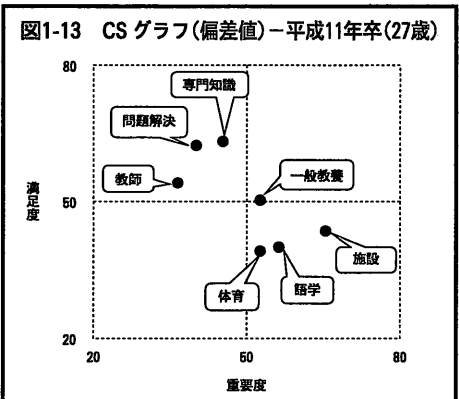 図1-13 CS グラフ(偏差値)－平成11年卒(27歳)
80
専門知識
問題解決
教師
一般教養
満足度
50
施設
体育
語学
20
20
50
80
重要度